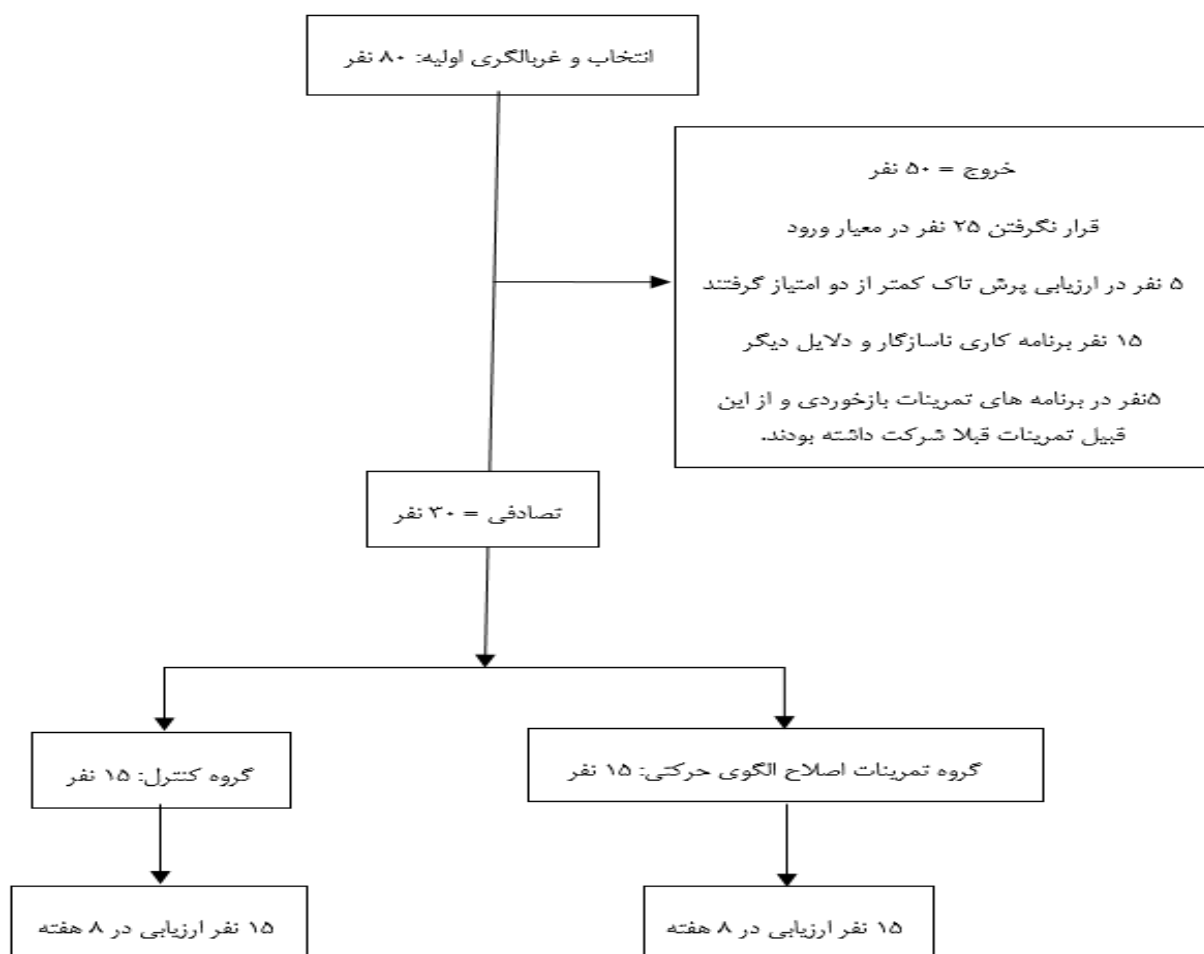 انتخاب و غربالگری اولیه: ۸۰ نفر
خروج = ۵۰ نفر
قرار نگرفتن ۲۵ نفر در معیار ورود
۵ نفر در ارزیابی پرش تاک کمتر از دو امتیاز گرفتند
۱۵ نفر برنامه کاری ناسازگار و دلایل دیگر
۵نفر در برنامه های تمرینات بازخوردی و از این
قبیل تمرینات قبلا شرکت داشته بودند.
تصادفی = ۳۰ نفر
گروه تمرینات اصلاح الگوی حرکتی: ۱۵ نفر
گروه کنترل: ۱۵ نفر
۱۵ نفر ارزیابی در ۸ هفته
۱۵ نفر ارزیابی در ۸ هفته